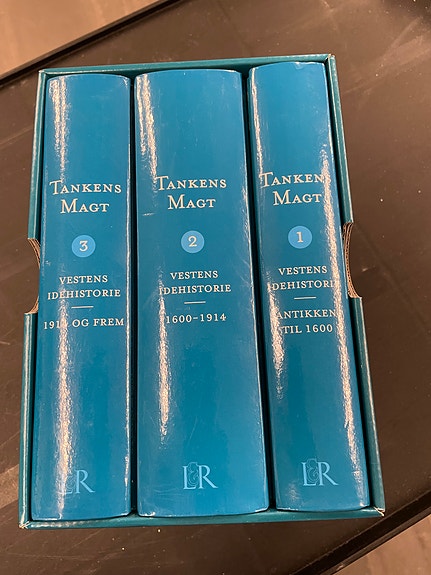 TANKENS
MAGT
3
VESTENS
IDEHISTORIE
1914 OG FREM
L&R
TANKENS
MAGT
2
VESTENS
IDEHISTORIE
1600–1914
L&R
TANKENS
MAGT
1
VESTENS
IDEHISTORIE
ANTIKKEN
TIL 1600
L&R